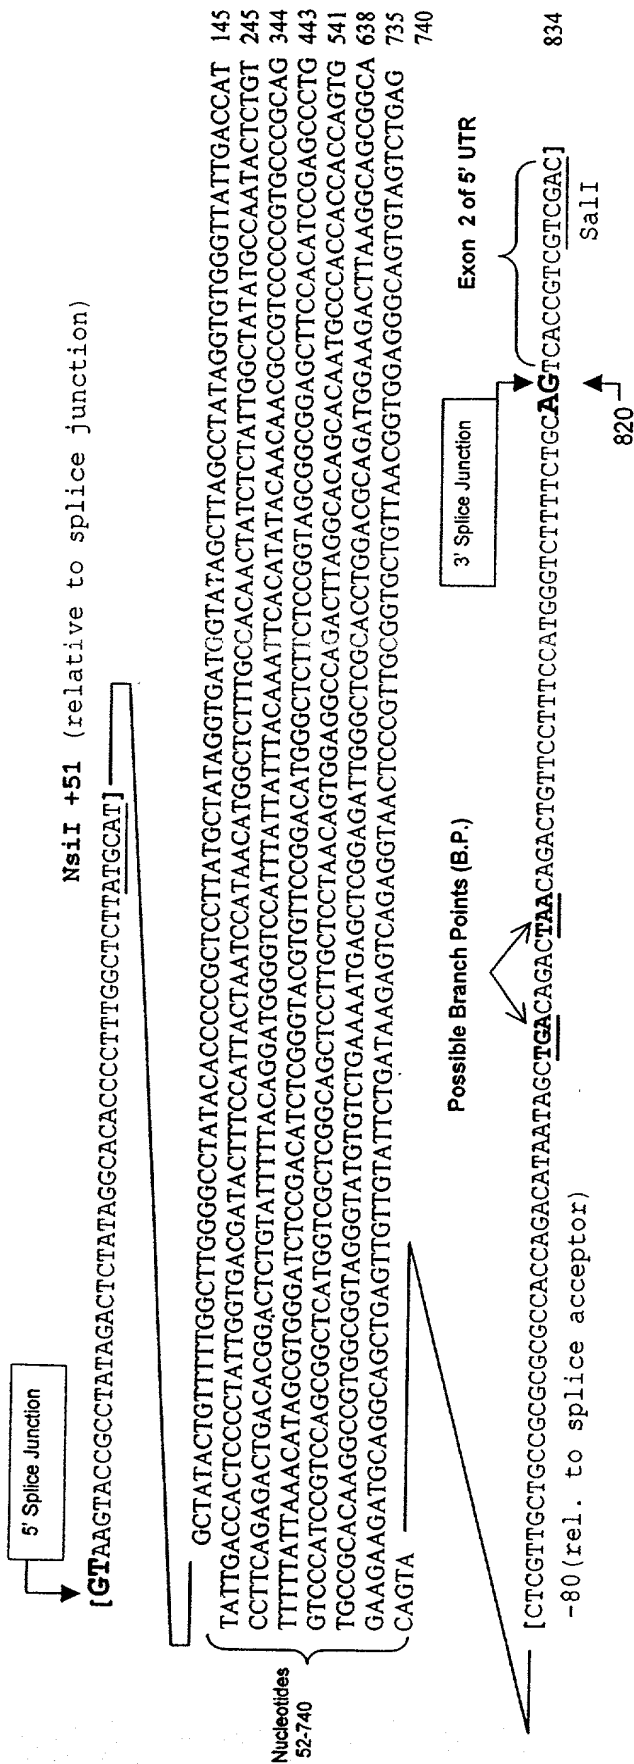 5' Splice Junction
NsiI +51 (relative to splice junction)
[GTAAGTACCGCCTATAGACTCTATAGGCACACCCCTTTGGCTCTTATGCAT]
Nucleotides
52-740
GCTATACTGTTTTTGGCTTGGGGCCTATACACCCCCGCTCCTTATGCTATAGGTGATGGTATAGCTTAGCCTATAGGTGTGGGTTATTGACCAT 145
TATTGACCACTCCCCTATTGGTGACGATACTTTCCATTACTAATCCATAACATGGCTCTTTGCCACAACTATCTCTATTGGCTATATGCCAATACTCTGT 245
CCTTCAGAGACTGACACGGACTCTGTATTTTTACAGGATGGGGTCCATTTATTATTTACAAATTCACATATACAACAACGCCGTCCCCCGTGCCCGCAG 344
TTTTTATTAAACATAGCGTGGGATCTCCGACATCTCGGGTACGTGTTCCGGACATGGGCTCTTCTCCGGTAGCGGCGGAGCTTCCACATCCGAGCCCTG 443
GTCCCATCCGTCCAGCGGCTCATGGTCGCTCGGCAGCTCCTTGCTCCTAACAGTGGAGGCCAGACTTAGGCACAGCACAATGCCCACCACCACCAGTG 541
TGCCGCACAAGGCCGTGGCGGTAGGGTATGTGTCTGAAAATGAGCTCGGAGATTGGGCTCGCACCTGGACGCAGATGGAAGACTTAAGGCAGCGGCA 638
GAAGAAGATGCAGGCAGCTGAGTTGTTGTATTCTGATAAGAGTCAGAGGTAACTCCCGTTGCGGTGCTGTTAACGGTGGAGGGCAGTGTAGTCTGAG 735
CAGTA 740
Possible Branch Points (B.P.)
3' Splice Junction
Exon 2 of 5' UTR
[CTCGTTGCTGCCGCGCGCGCCACCAGACATAATAGCTGACAGACTAACAGACTGTTCCTTTCCATGGGTCTTTTCTGCAGTCACCGTCGTCGAC] 834
-80 (rel. to splice acceptor)
820
SalI